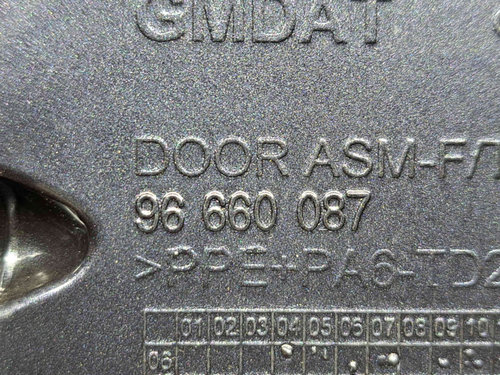 GMDAT
DOOR ASM-F/T
96 660 087
>PPE+PA6-TD2
01 02 03 04 05 06 07 08 09 10
06